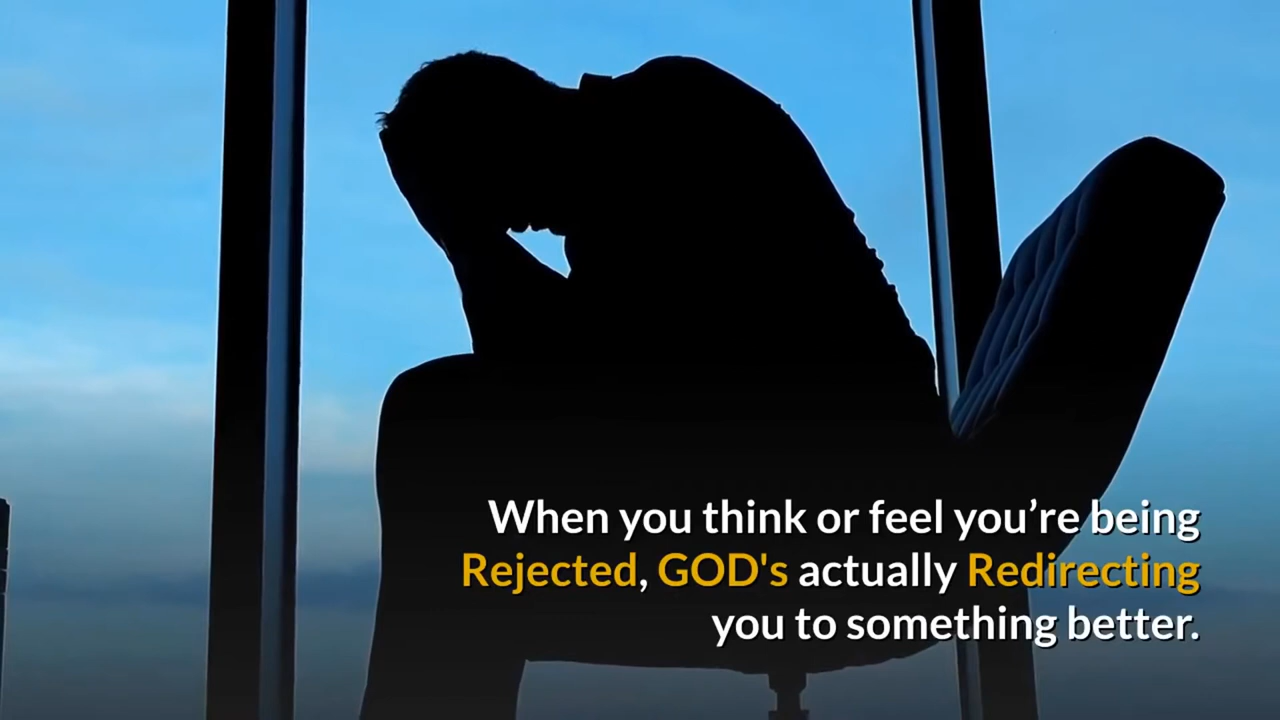 When you think or feel you’re being
Rejected, GOD's actually Redirecting
you to something better.